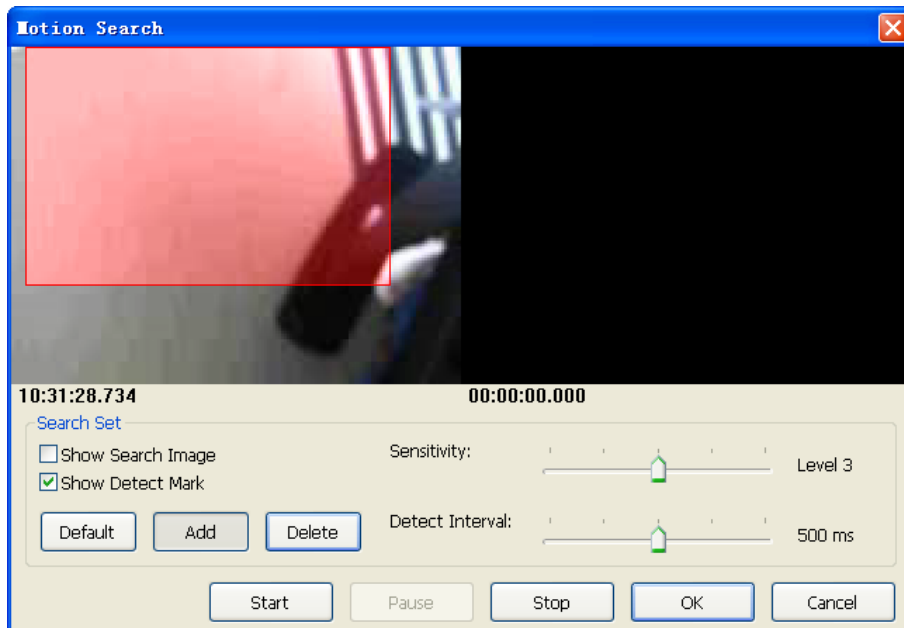 Motion Search
10:31:28.734 00:00:00.000
Search Set
Show Search Image
Show Detect Mark
Sensitivity: Level 3
Default Add Delete
Detect Interval: 500 ms
Start Pause Stop OK Cancel